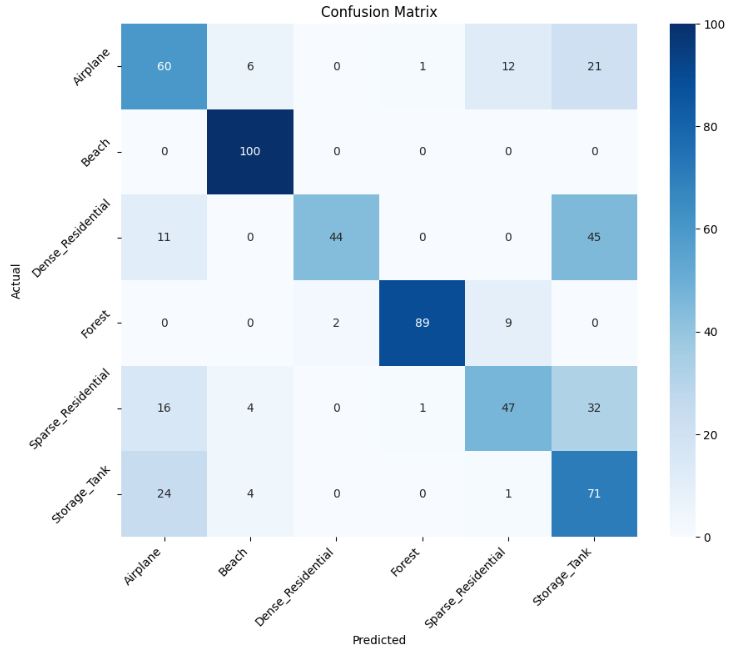 Confusion Matrix
Actual
Airplane 60 6 0 1 12 21
Beach 0 100 0 0 0 0
Dense_Residential 11 0 44 0 0 45
Forest 0 0 2 89 9 0
Sparse_Residential 16 4 0 1 47 32
Storage_Tank 24 4 0 0 1 71
Airplane Beach Dense_Residential Forest Sparse_Residential Storage_Tank
Predicted
100
80
60
40
20
0